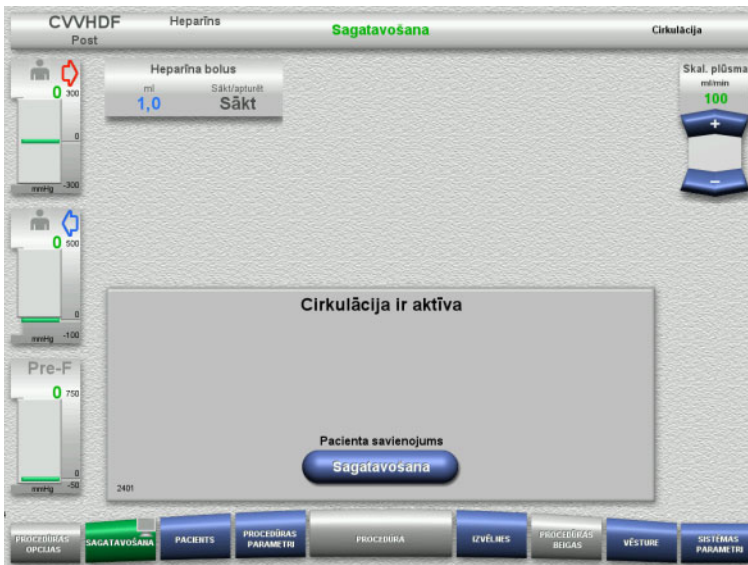 CVVHDF
Post
Heparīns
Sagatavošana
Cirkulācija
0
300
0
mmHg
-300
Heparīna bolus
ml
Sākt/apturēt
1,0
Sākt
Skal. plūsma
ml/min
100
+
−
0
500
0
mmHg
-100
Cirkulācija ir aktīva
Pre-F
0
750
0
mmHg
-50
Pacienta savienojums
Sagatavošana
2401
PROCEDŪRAS
OPCIJAS
SAGATAVOŠANA
PACIENTS
PROCEDŪRAS
PARAMETRI
PROCEDŪRA
IZVĒLNES
PROCEDŪRAS
BEIGAS
VĒSTURE
SISTĒMAS
PARAMETRI